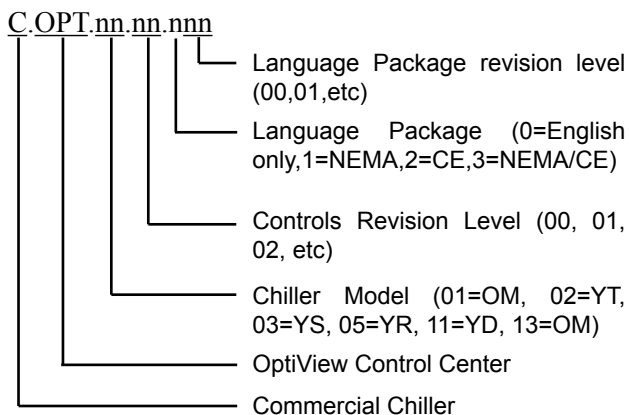 C.OPT.nn.nn.nnn
Language Package revision level
(00,01,etc)
Language Package (0=English
only,1=NEMA,2=CE,3=NEMA/CE)
Controls Revision Level (00, 01,
02, etc)
Chiller Model (01=OM, 02=YT,
03=YS, 05=YR, 11=YD, 13=OM)
OptiView Control Center
Commercial Chiller